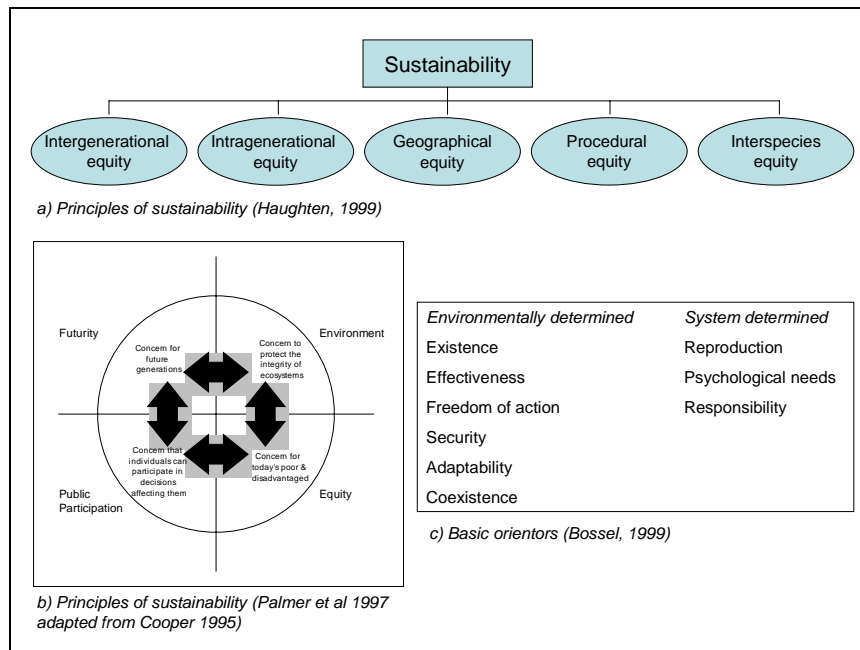 Sustainability
Intergenerational
equity
Intragenerational
equity
Geographical
equity
Procedural
equity
Interspecies
equity
a) Principles of sustainability (Haughten, 1999)
Futurity
Environment
Concern for
future
generations
Concern to
protect the
integrity of
ecosystems
Concern that
individuals can
participate in
decisions
affecting them
Concern for
today's poor &
disadvantaged
Public
Participation
Equity
b) Principles of sustainability (Palmer et al 1997
adapted from Cooper 1995)
Environmentally determined
Existence
Effectiveness
Freedom of action
Security
Adaptability
Coexistence
System determined
Reproduction
Psychological needs
Responsibility
c) Basic orientors (Bossel, 1999)